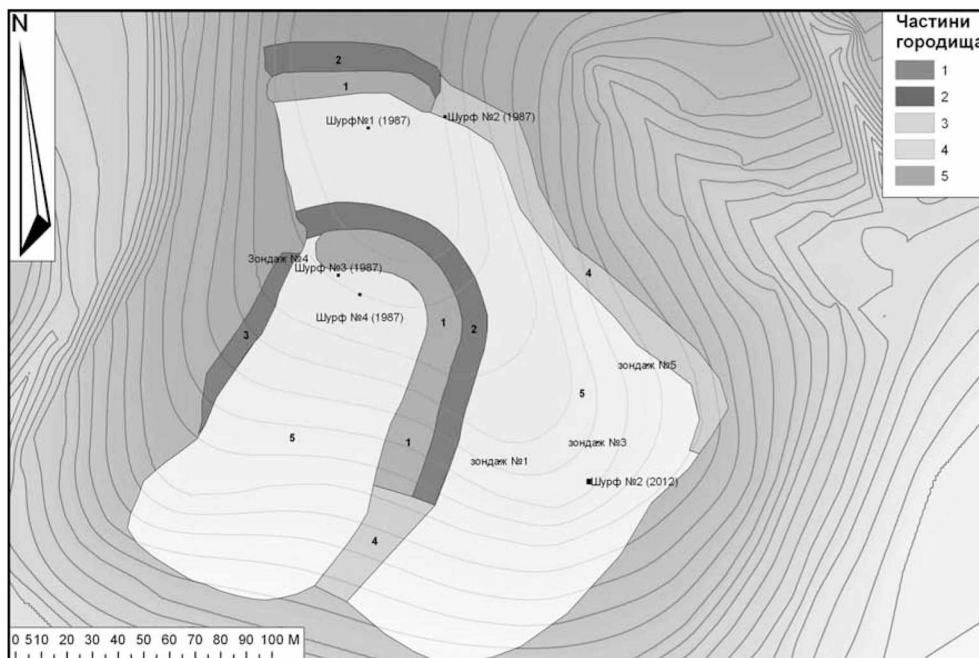 N
Частини
городища
1
2
3
4
5
2
1
Шурф№1 (1987)
Шурф №2 (1987)
Зондаж №4
Шурф №3 (1987)
4
Шурф №4 (1987)
1
2
3
зондаж №5
5
5
1
зондаж №3
зондаж №1
Шурф №2 (2012)
4
0 510 20 30 40 50 60 70 80 90 100 М